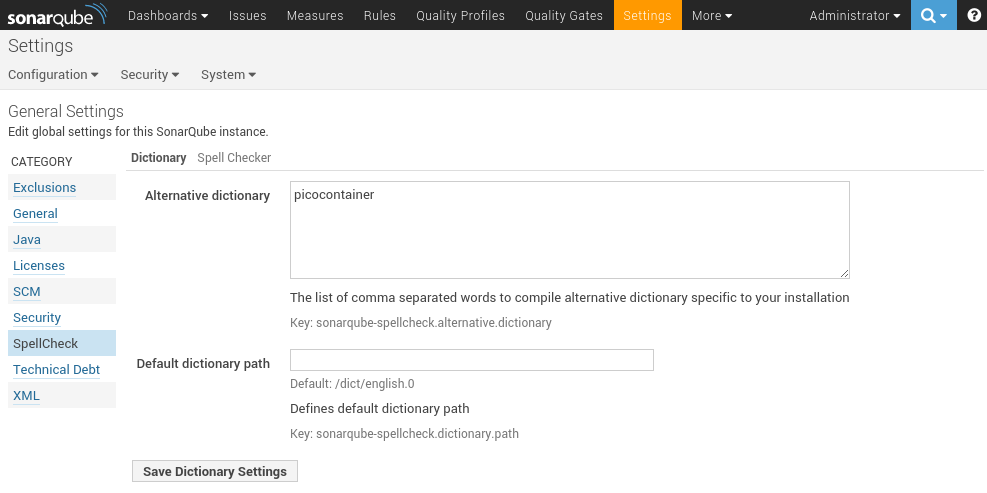 sonarqube Dashboards Issues Measures Rules Quality Profiles Quality Gates Settings More Administrator ?
Settings
Configuration Security System
General Settings
Edit global settings for this SonarQube instance.
CATEGORY
Exclusions
General
Java
Licenses
SCM
Security
SpellCheck
Technical Debt
XML
Dictionary Spell Checker
Alternative dictionary picocontainer
The list of comma separated words to compile alternative dictionary specific to your installation
Key: sonarqube-spellcheck.alternative.dictionary
Default dictionary path
Default: /dict/english.0
Defines default dictionary path
Key: sonarqube-spellcheck.dictionary.path
Save Dictionary Settings